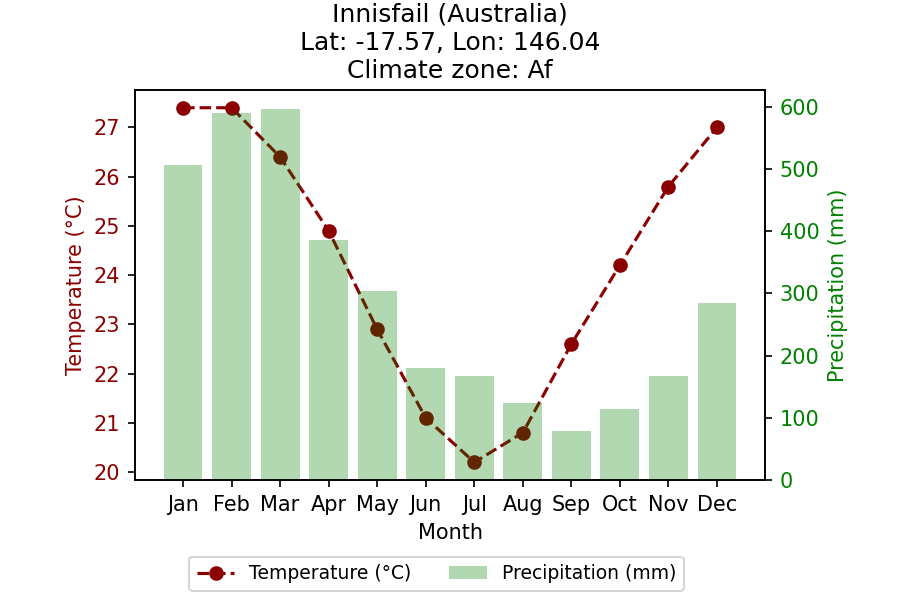 Innisfail (Australia)
Lat: -17.57, Lon: 146.04
Climate zone: Af
Temperature (°C)
27
26
25
24
23
22
21
20
600
500
400
300
200
100
0
Precipitation (mm)
Jan Feb Mar Apr May Jun Jul Aug Sep Oct Nov Dec
Month
Temperature (°C) Precipitation (mm)